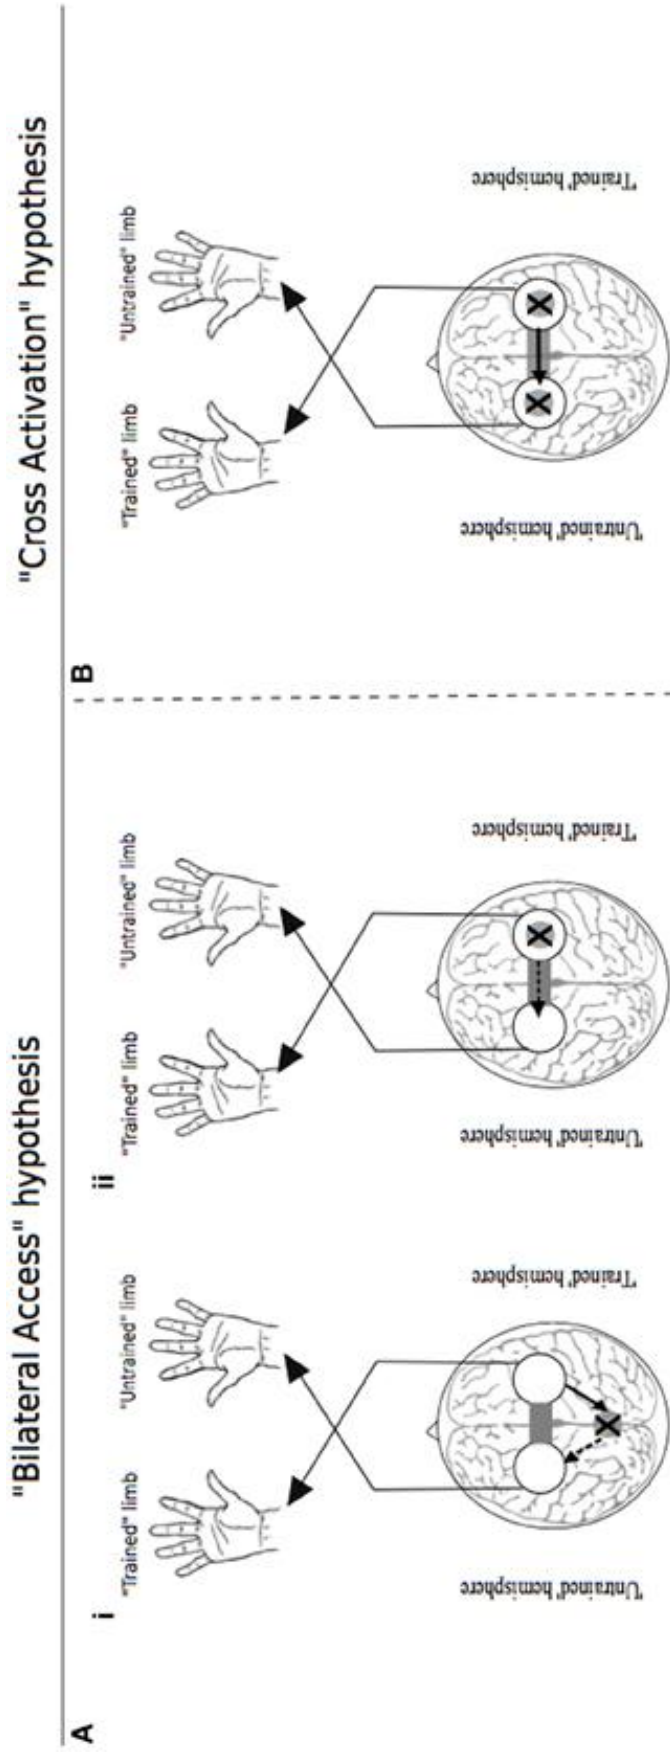 "Bilateral Access" hypothesis
"Cross Activation" hypothesis
A
i
"Trained" limb
"Untrained" limb
'Untrained' hemisphere
'Trained' hemisphere
ii
"Trained" limb
"Untrained" limb
'Untrained' hemisphere
'Trained' hemisphere
B
"Trained" limb
"Untrained" limb
'Untrained' hemisphere
'Trained' hemisphere